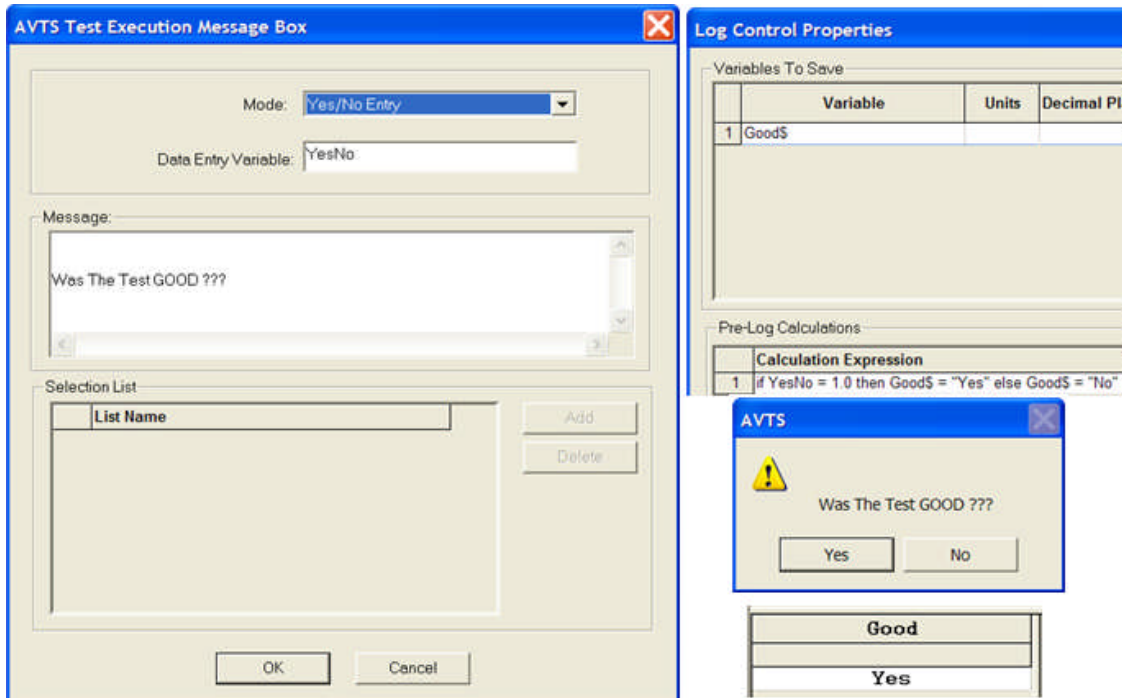 AVTS Test Execution Message Box
Mode: Yes/No Entry
Data Entry Variable: YesNo
Message:
Was The Test GOOD ???
Selection List
List Name
Add
Delete
OK Cancel
Log Control Properties
Variables To Save
Variable Units Decimal Pl
1 Good$
Pre-Log Calculations
Calculation Expression
1 if YesNo = 1.0 then Good$ = "Yes" else Good$ = "No"
AVTS
Was The Test GOOD ???
Yes No
Good
Yes